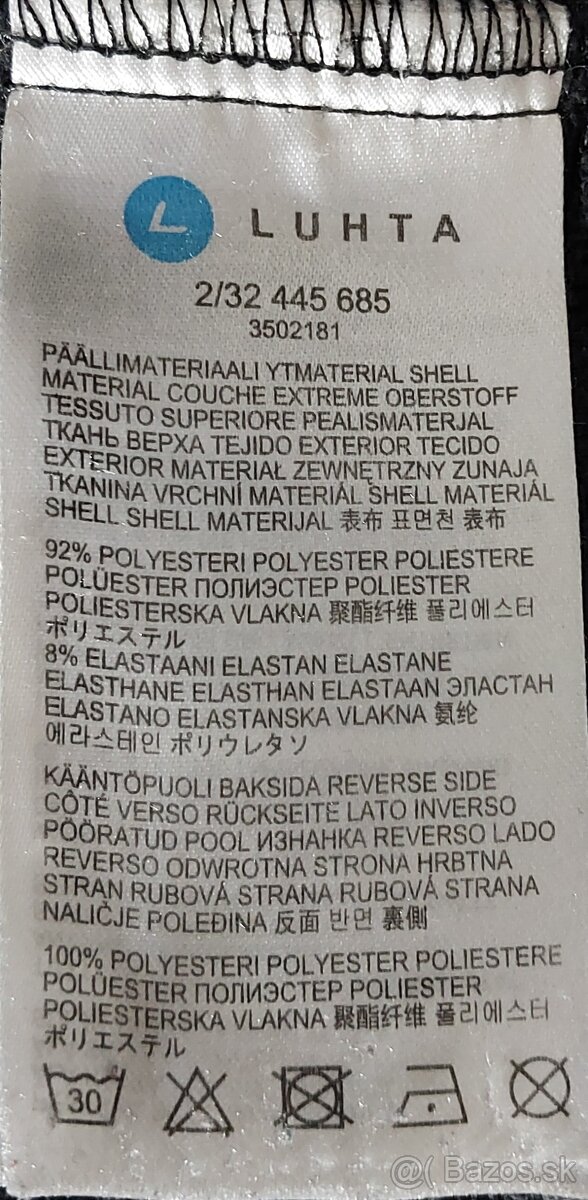 L LUHTA
2/32 445 685
3502181
PÄÄLLIMATERIAALI YTMATERIAL SHELL
MATERIAL COUCHE EXTREME OBERSTOFF
TESSUTO SUPERIORE PEALISMATERJAL
ТКАНЬ ВЕРХА TEJIDO EXTERIOR TECIDO
EXTERIOR MATERIAŁ ZEWNĘTRZNY ZUNAJA
TKANINA VRCHNÍ MATERIÁL SHELL MATERIÁL
SHELL SHELL MATERIJAL 表布 표면천 表布
92% POLYESTERI POLYESTER POLIESTERE
POLÜESTER ПОЛИЭСТЕР POLIESTER
POLIESTERSKA VLAKNA 聚酯纤维 폴리에스터
ポリエステル
8% ELASTAANI ELASTAN ELASTANE
ELASTHANE ELASTHAN ELASTAAN ЭЛАСТАН
ELASTANO ELASTANSKA VLAKNA 氨纶
에라스테인 ポリウレタソ
KÄÄNTÖPUOLI BAKSIDA REVERSE SIDE
CÔTÉ VERSO RÜCKSEITE LATO INVERSO
PÖÖRATUD POOL ИЗНАНКА REVERSO LADO
REVERSO ODWROTNA STRONA HRBTNA
STRAN RUBOVÁ STRANA RUBOVÁ STRANA
NALIČJE POLEĐINA 反面 반면 裏側
100% POLYESTERI POLYESTER POLIESTERE
POLÜESTER ПОЛИЭСТЕР POLIESTER
POLIESTERSKA VLAKNA 聚酯纤维 폴리에스터
ポリエステル
30
@( Bazos.sk